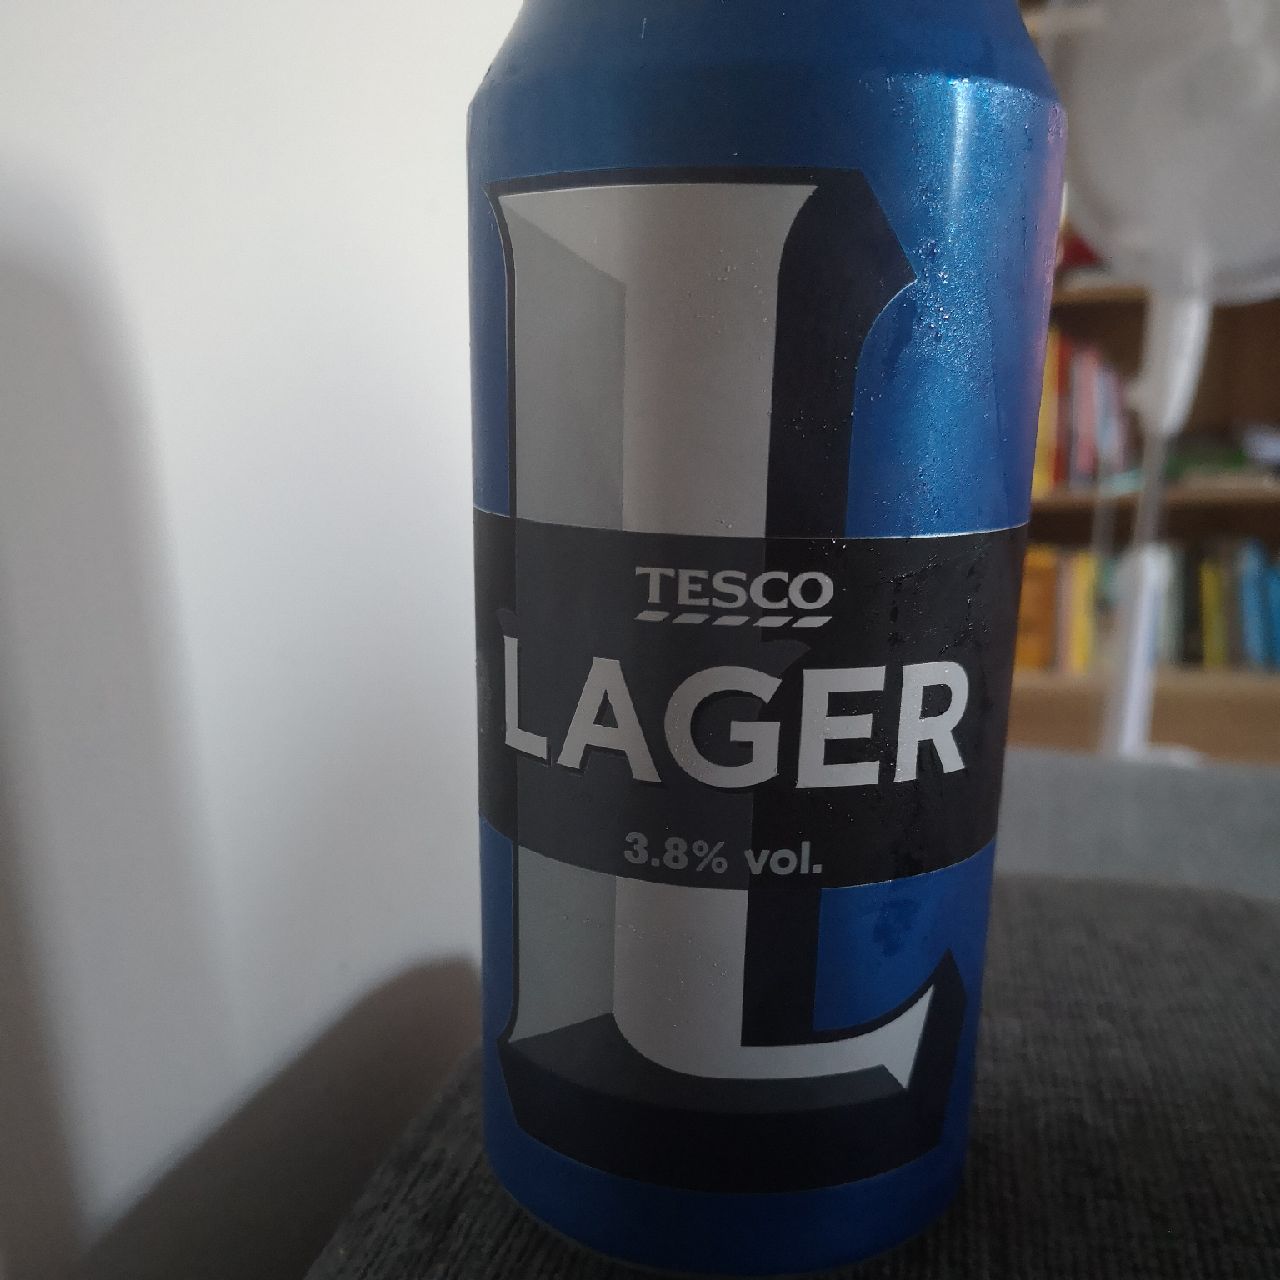 L
TESCO
LAGER
3.8% vol.